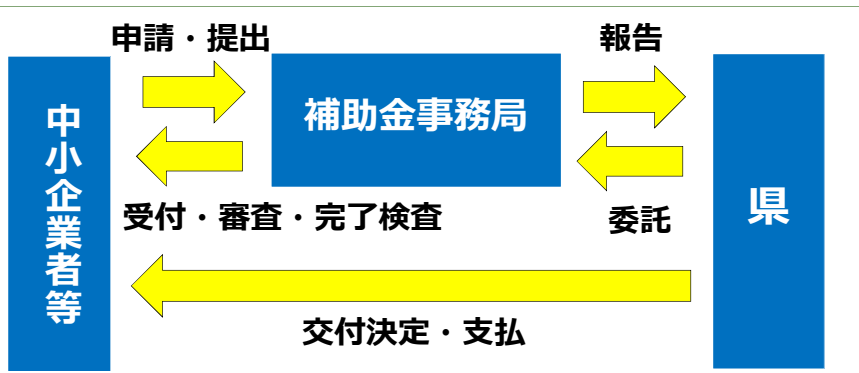 申請・提出
報告
中小企業者等
補助金事務局
県
受付・審査・完了検査
委託
交付決定・支払